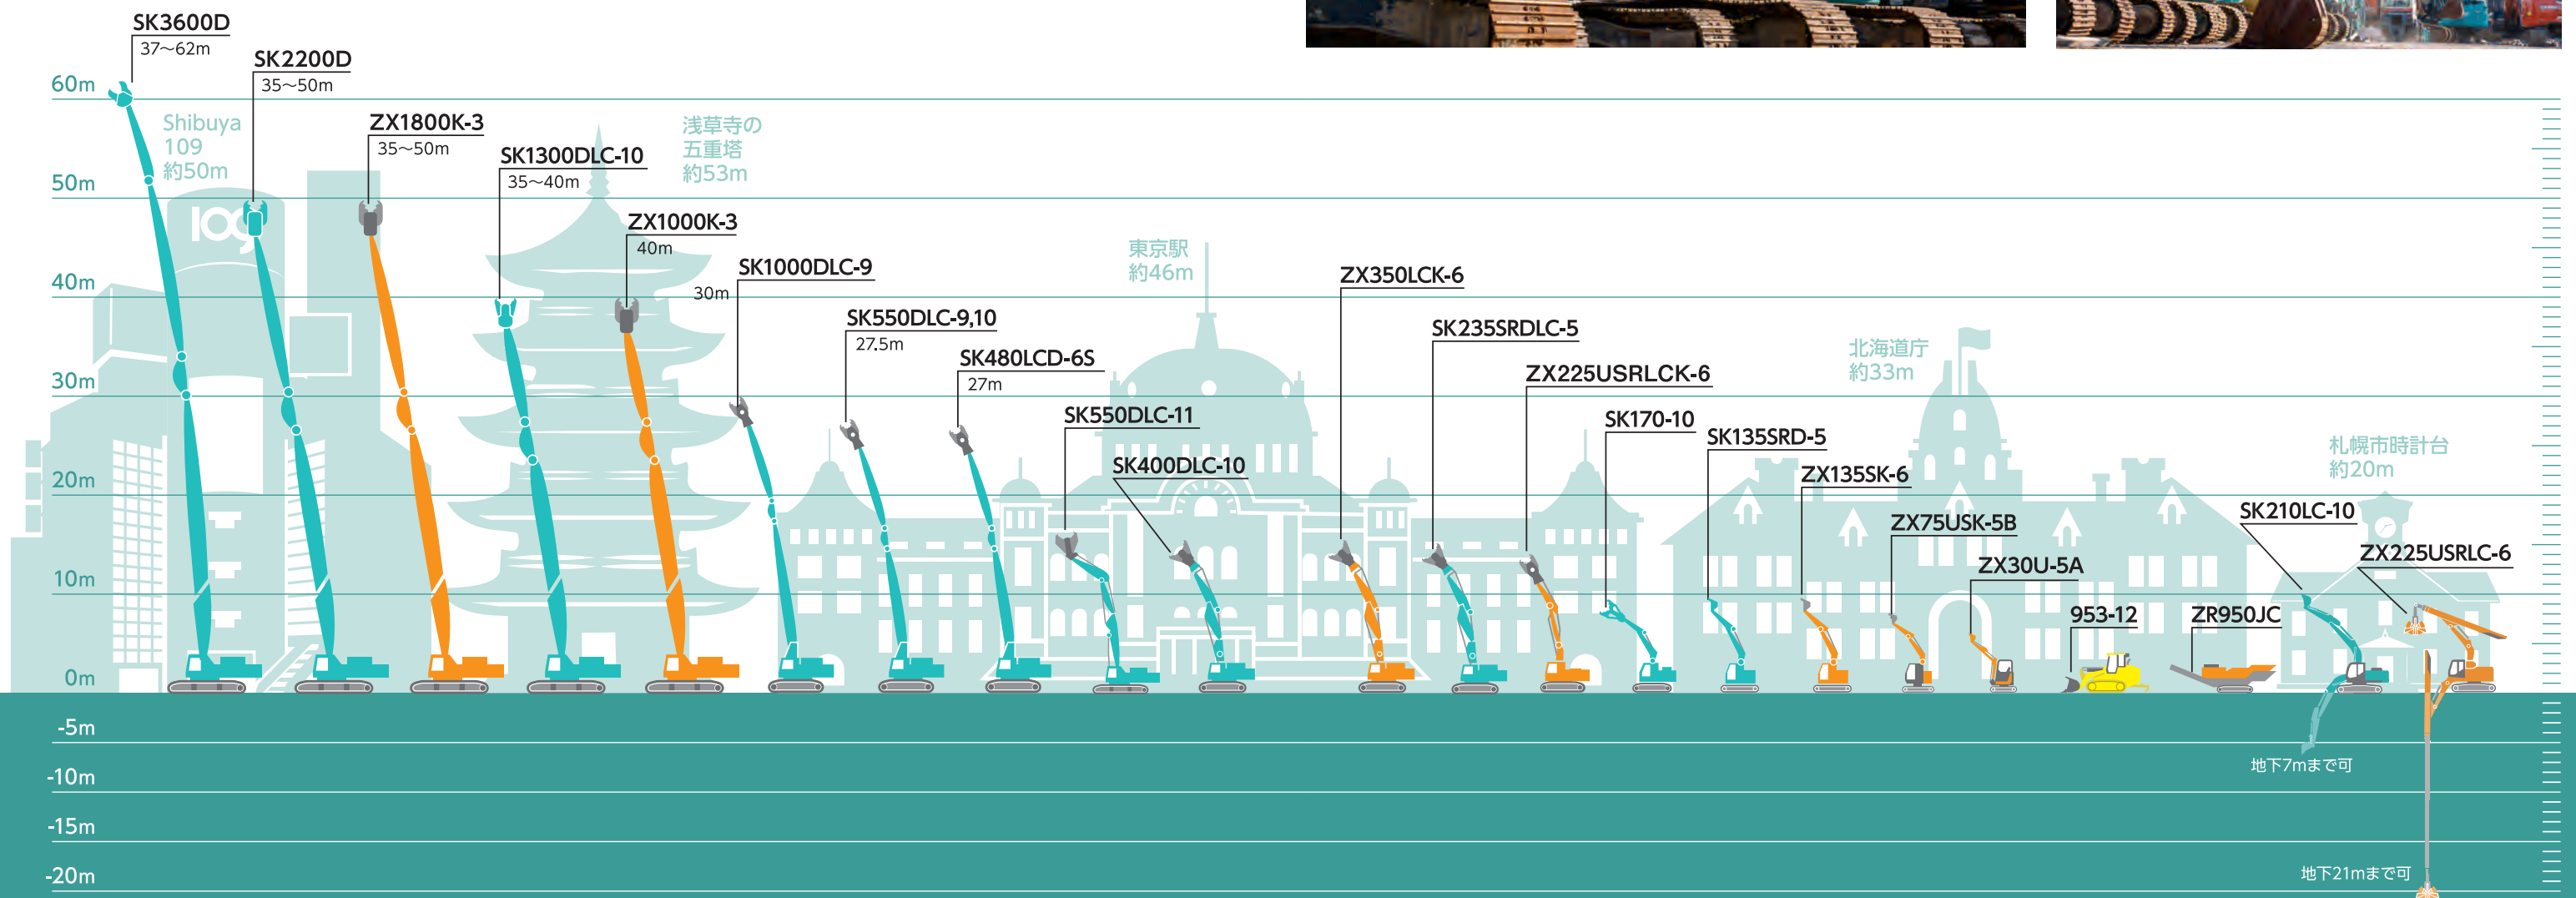 SK3600D
37～62m
SK2200D
35～50m
ZX1800K-3
35～50m
SK1300DLC-10
35～40m
ZX1000K-3
40m
SK1000DLC-9
30m
SK550DLC-9,10
27.5m
SK480LCD-6S
27m
SK550DLC-11
SK400DLC-10
ZX350LCK-6
SK235SRDLC-5
ZX225USRLCK-6
SK170-10
SK135SRD-5
ZX135SK-6
ZX75USK-5B
ZX30U-5A
953-12
ZR950JC
SK210LC-10
ZX225USRLC-6
Shibuya
109
約50m
109
浅草寺の
五重塔
約53m
東京駅
約46m
北海道庁
約33m
札幌市時計台
約20m
60m
50m
40m
30m
20m
10m
0m
-5m
-10m
-15m
-20m
地下7mまで可
地下21mまで可